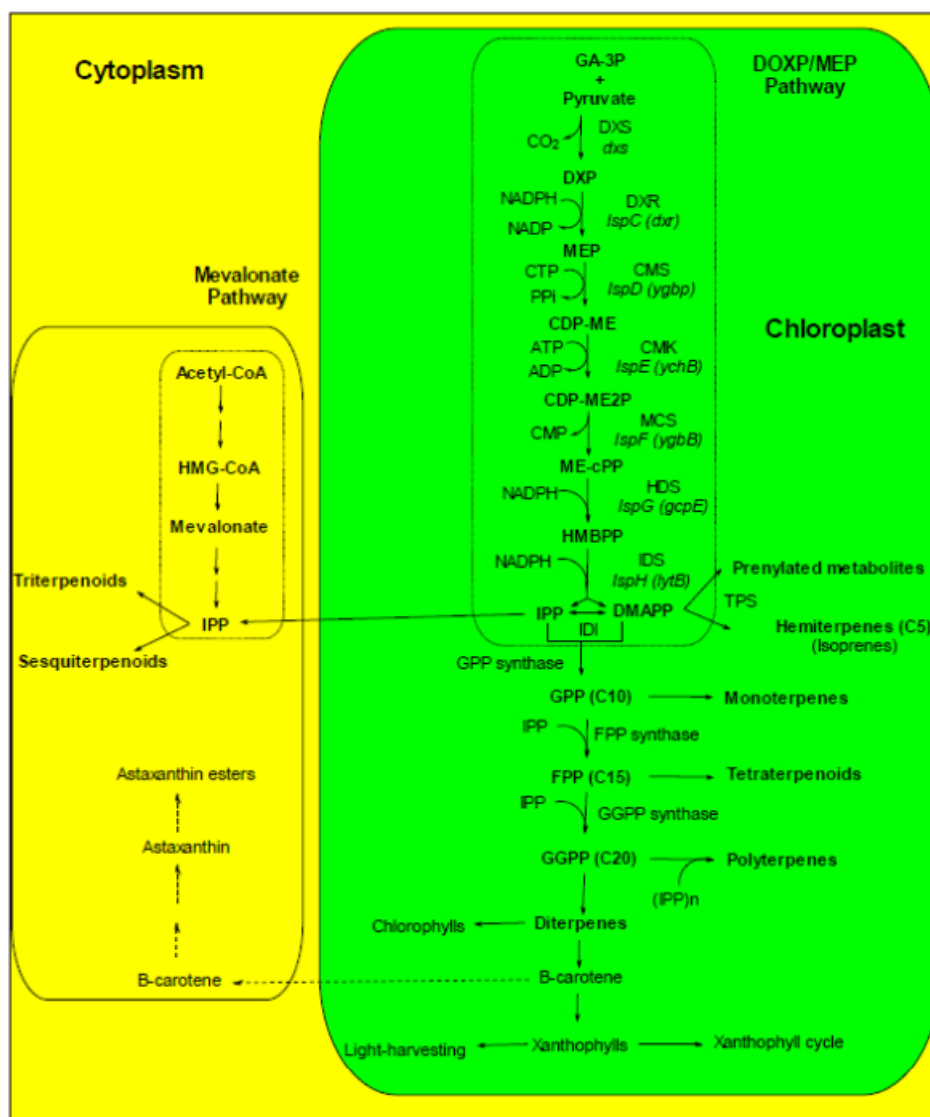 Cytoplasm
DOXP/MEP
Pathway
GA-3P
+
Pyruvate
CO2
DXS
dxs
DXP
NADPH
NADP
DXR
IspC (dxr)
MEP
CTP
PPi
CMS
IspD (ygbp)
CDP-ME
ATP
ADP
CMK
IspE (ychB)
CDP-ME2P
CMP
MCS
IspF (ygbB)
ME-cPP
NADPH
HDS
IspG (gcpE)
HMBPP
NADPH
IDS
IspH (lytB)
IPP
DMAPP
IDI
Chloroplast
Prenylated metabolites
TPS
Hemiterpenes (C5)
(Isoprenes)
Mevalonate
Pathway
Acetyl-CoA
HMG-CoA
Mevalonate
IPP
Triterpenoids
Sesquiterpenoids
GPP synthase
GPP (C10)
Monoterpenes
IPP
FPP synthase
FPP (C15)
Tetraterpenoids
IPP
GGPP synthase
GGPP (C20)
Polyterpenes
(IPP)n
Chlorophylls
Diterpenes
B-carotene
Light-harvesting
Xanthophylls
Xanthophyll cycle
Astaxanthin esters
Astaxanthin
B-carotene